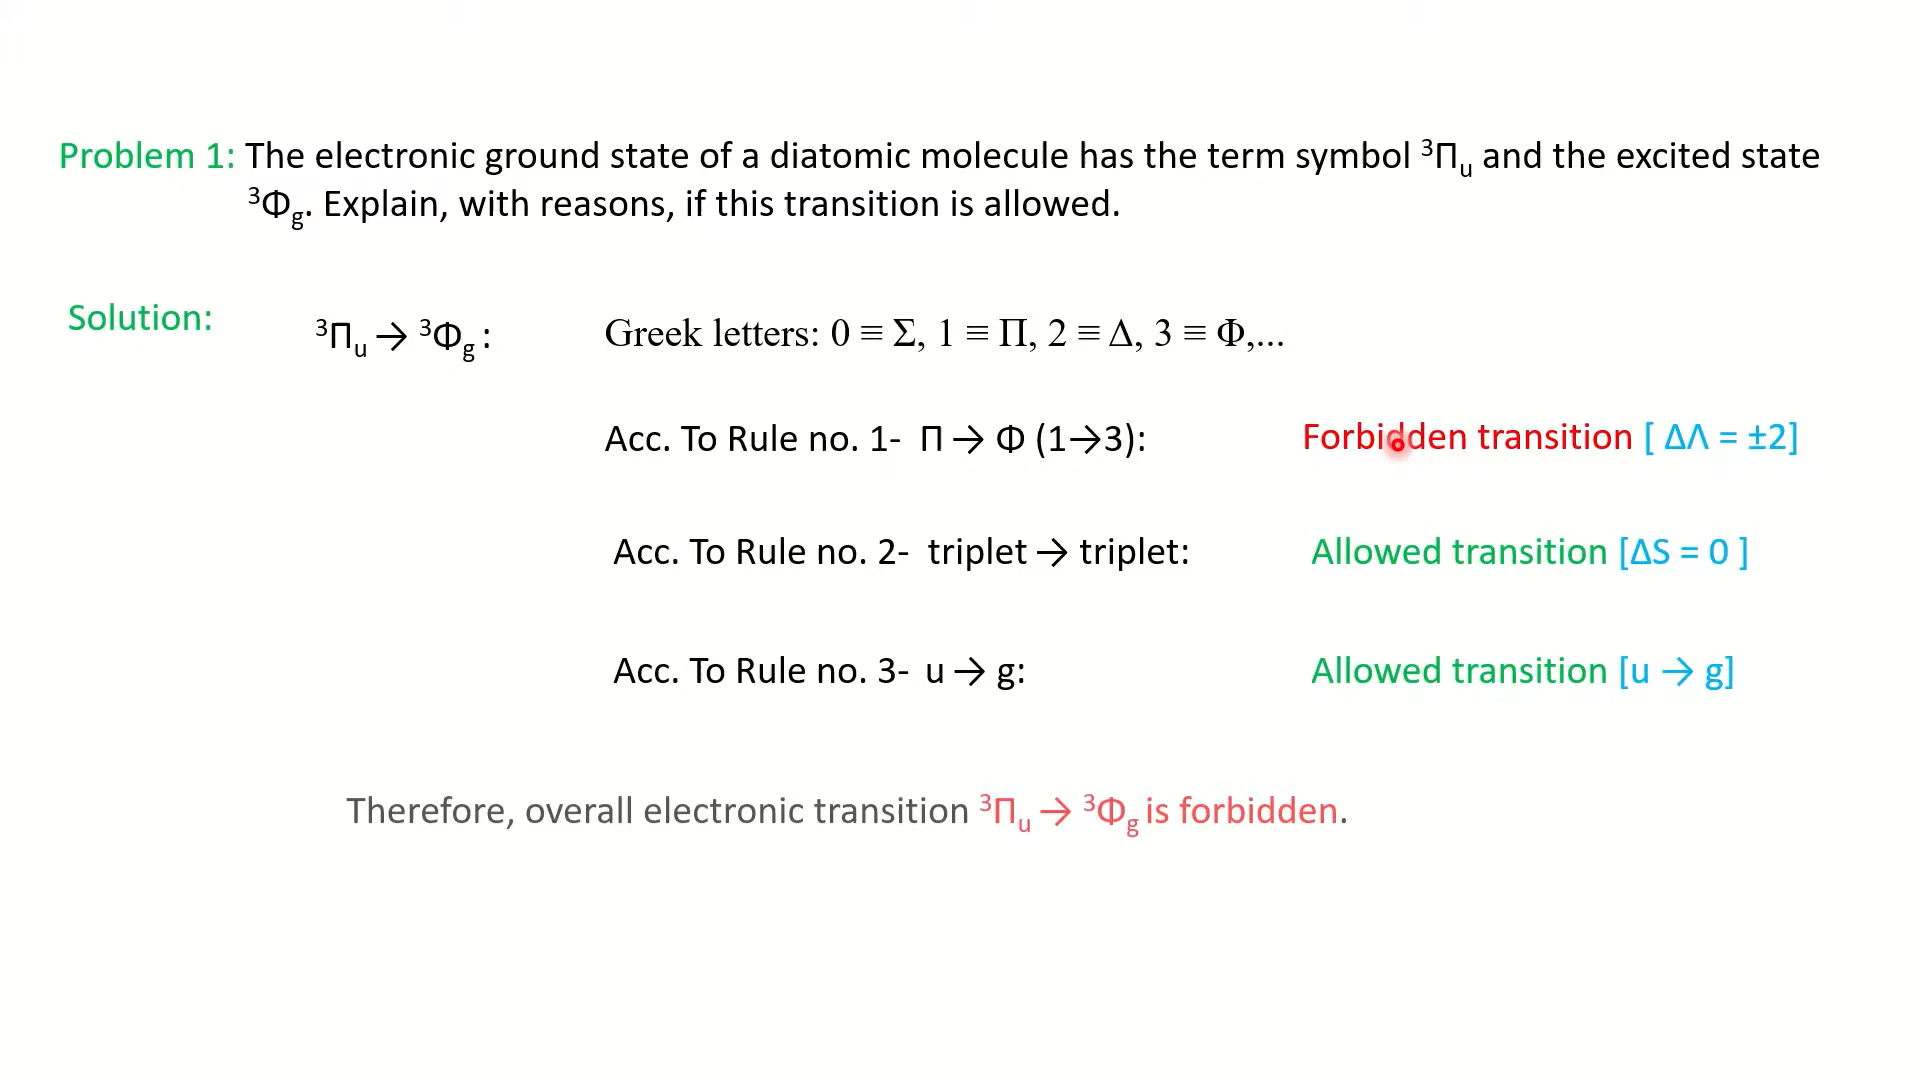 Problem 1: The electronic ground state of a diatomic molecule has the term symbol ³Πᵤ and the excited state
³Φg. Explain, with reasons, if this transition is allowed.
Solution:
³Πᵤ → ³Φg :
Greek letters: 0 ≡ Σ, 1 ≡ Π, 2 ≡ Δ, 3 ≡ Φ,...
Acc. To Rule no. 1- Π → Φ (1→3): Forbidden transition [ ΔΛ = ±2]
Acc. To Rule no. 2- triplet → triplet: Allowed transition [ΔS = 0 ]
Acc. To Rule no. 3- u → g: Allowed transition [u → g]
Therefore, overall electronic transition ³Πᵤ → ³Φg is forbidden.